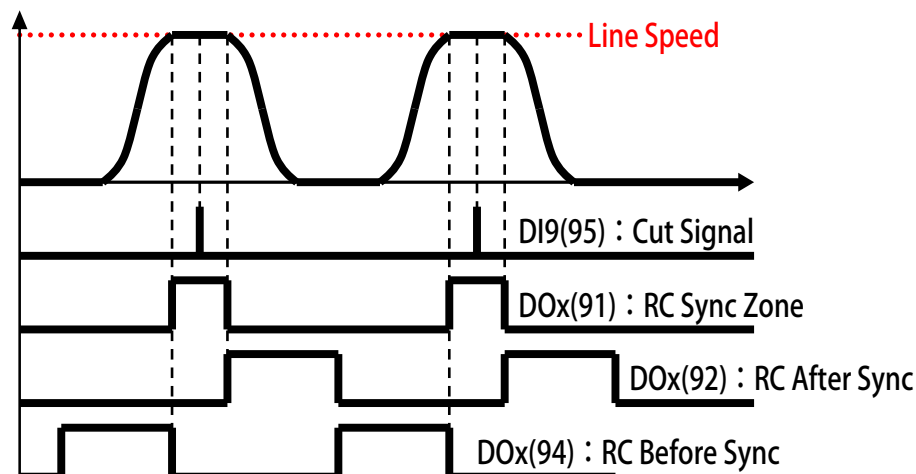 Line Speed
DI9(95)：Cut Signal
DOx(91)：RC Sync Zone
DOx(92)：RC After Sync
DOx(94)：RC Before Sync